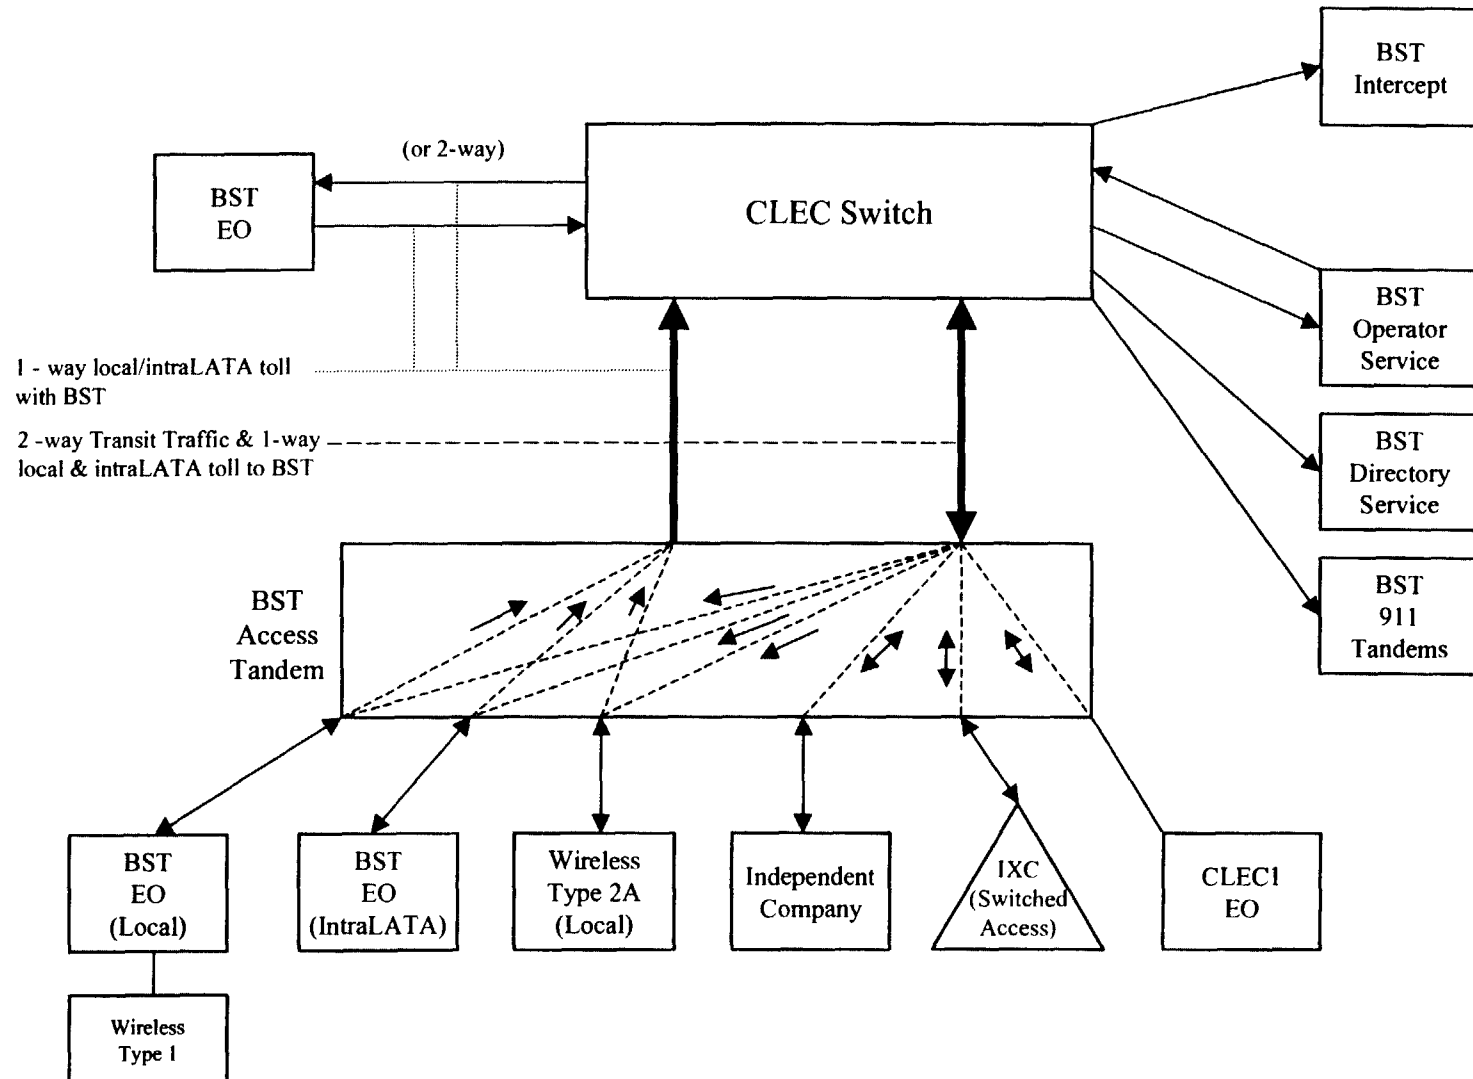 BST
Intercept
(or 2-way)
BST
EO
CLEC Switch
BST
Operator
Service
1 - way local/intraLATA toll
with BST
2 -way Transit Traffic & 1-way
local & intraLATA toll to BST
BST
Directory
Service
BST
Access
Tandem
BST
911
Tandems
BST
EO
(Local)
BST
EO
(IntraLATA)
Wireless
Type 2A
(Local)
Independent
Company
IXC
(Switched
Access)
CLEC1
EO
Wireless
Type 1